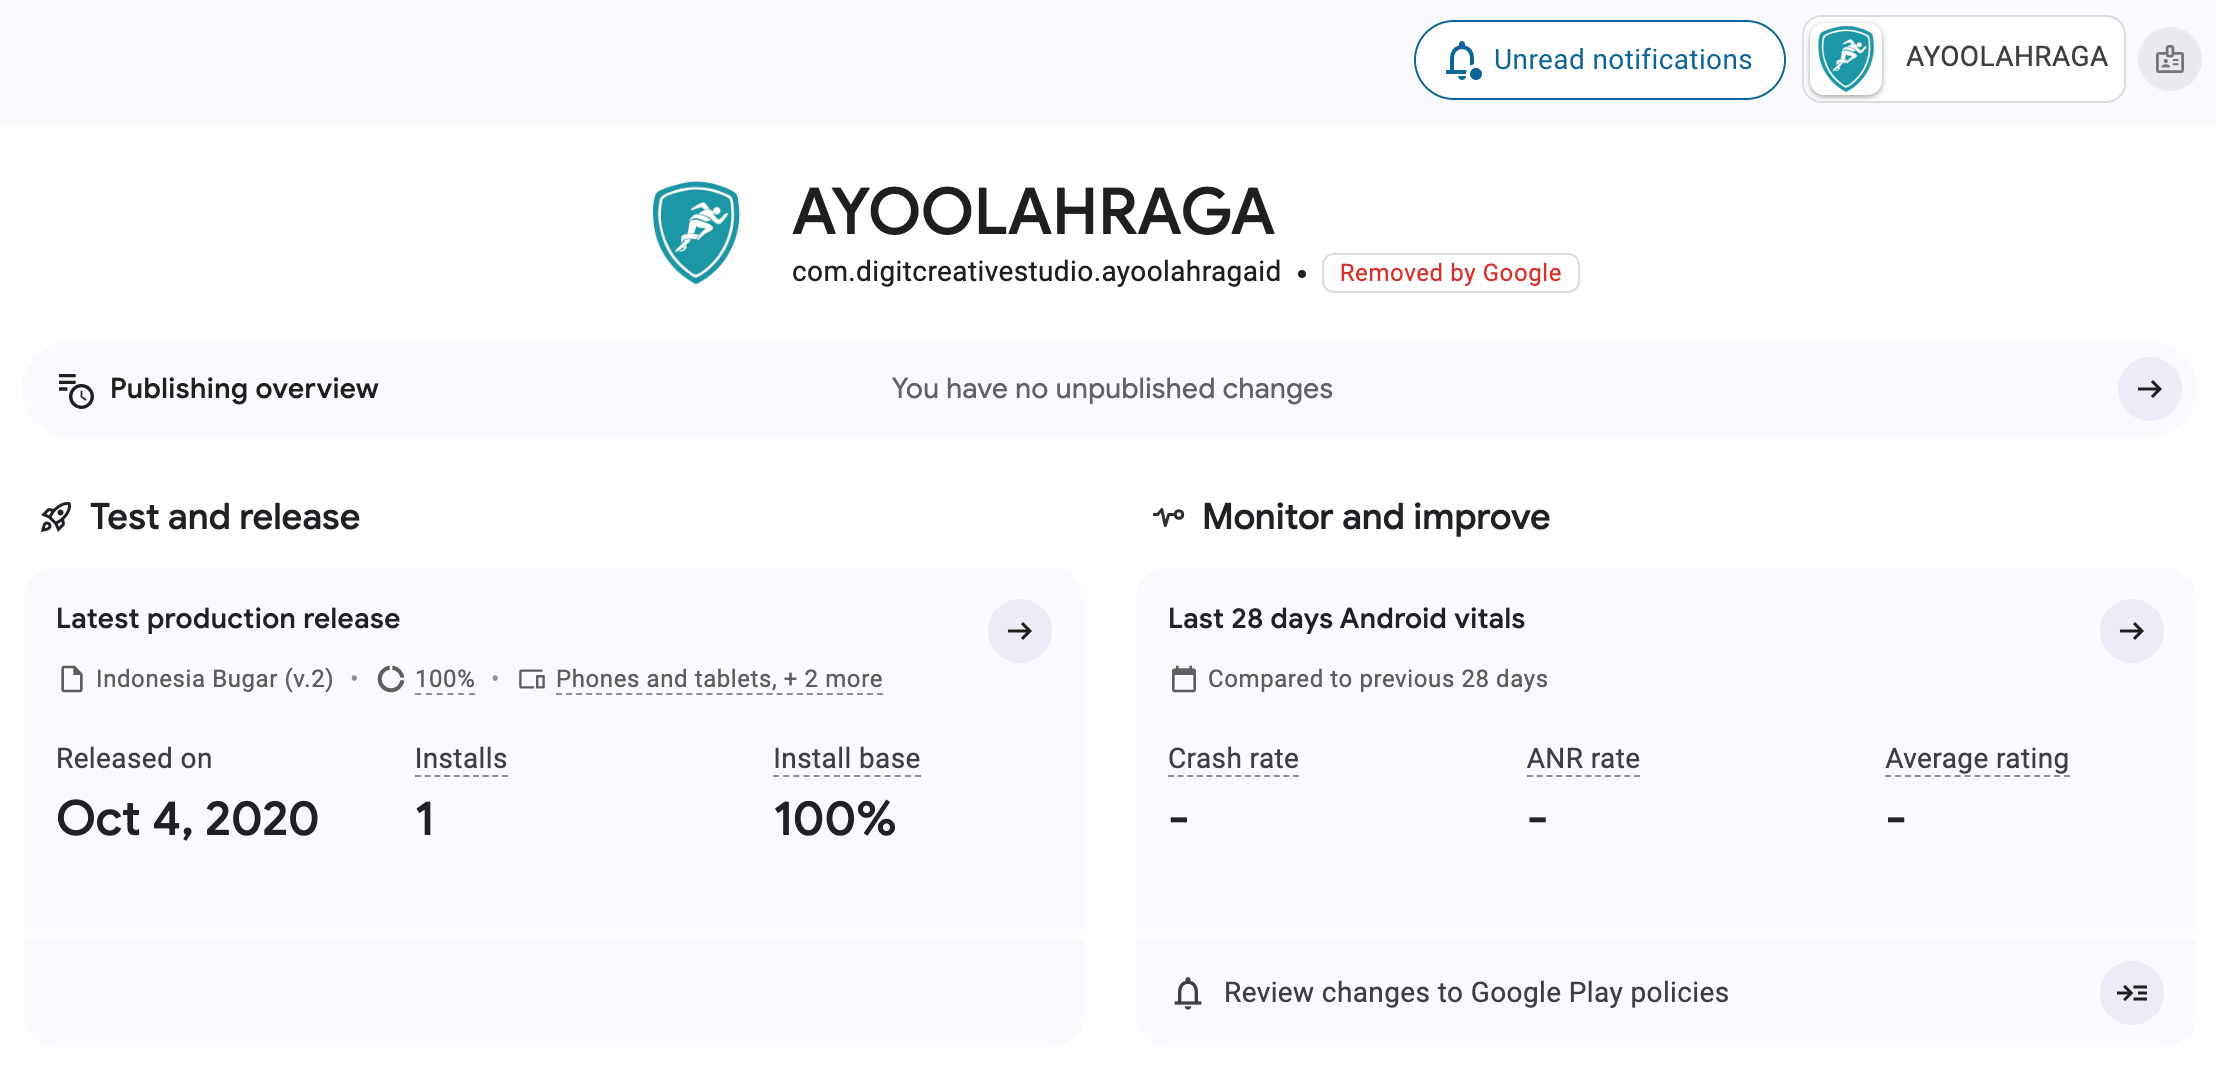 Unread notifications
AYOOLAHRAGA
AYOOLAHRAGA
com.digitcreativestudio.ayoolahragaid • Removed by Google
Publishing overview
You have no unpublished changes
Test and release
Latest production release
Indonesia Bugar (v.2) • 100% • Phones and tablets, + 2 more
Released on
Installs
Install base
Oct 4, 2020
1
100%
Monitor and improve
Last 28 days Android vitals
Compared to previous 28 days
Crash rate
ANR rate
Average rating
-
-
-
Review changes to Google Play policies